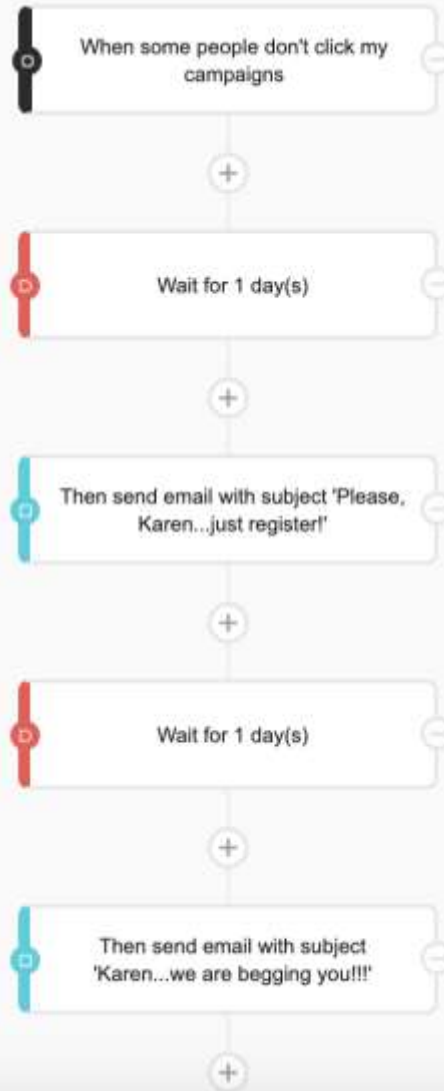 When some people don't click my
campaigns
Wait for 1 day(s)
Then send email with subject 'Please,
Karen...just register!'
Wait for 1 day(s)
Then send email with subject
'Karen...we are begging you!!!'